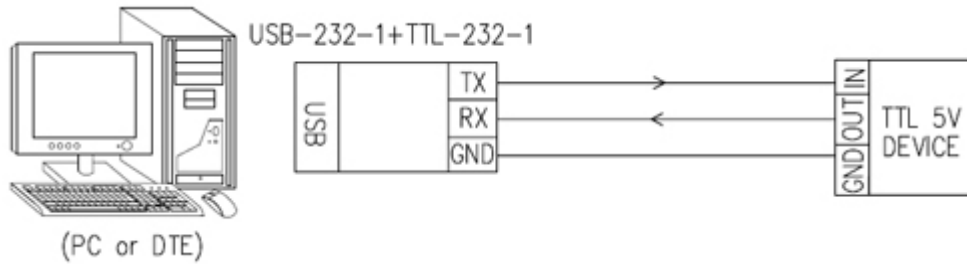 USB-232-1+TTL-232-1
USB
TX
RX
GND
IN
OUT
GND
TTL 5V
DEVICE
(PC or DTE)